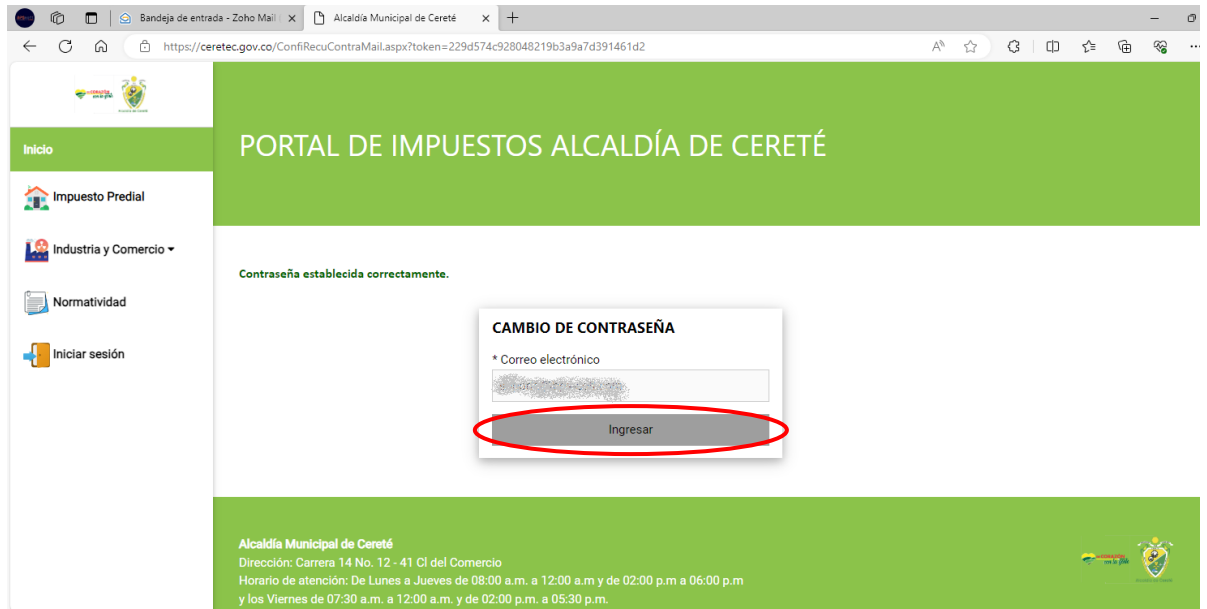 Bandeja de entrada - Zoho Mail
Alcaldía Municipal de Cereté
https://ceretec.gov.co/ConfiRecuContraMail.aspx?token=229d574c928048219b3a9a7d391461d2
Inicio
PORTAL DE IMPUESTOS ALCALDÍA DE CERETÉ
Impuesto Predial
Industria y Comercio
Normatividad
Iniciar sesión
Contraseña establecida correctamente.
CAMBIO DE CONTRASEÑA
* Correo electrónico
Ingresar
Alcaldía Municipal de Cereté
Dirección: Carrera 14 No. 12 - 41 Cl del Comercio
Horario de atención: De Lunes a Jueves de 08:00 a.m. a 12:00 a.m y de 02:00 p.m a 06:00 p.m
y los Viernes de 07:30 a.m. a 12:00 a.m. y de 02:00 p.m. a 05:30 p.m.